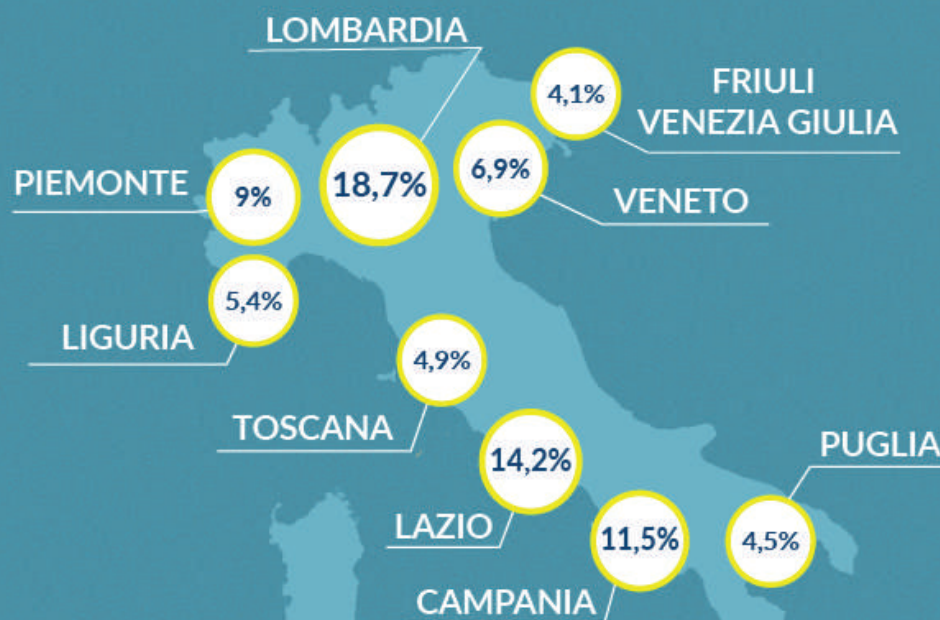 LOMBARDIA
4,1%
FRIULI
VENEZIA GIULIA
PIEMONTE
9%
18,7%
6,9%
VENETO
5,4%
LIGURIA
4,9%
TOSCANA
14,2%
LAZIO
PUGLIA
11,5%
4,5%
CAMPANIA